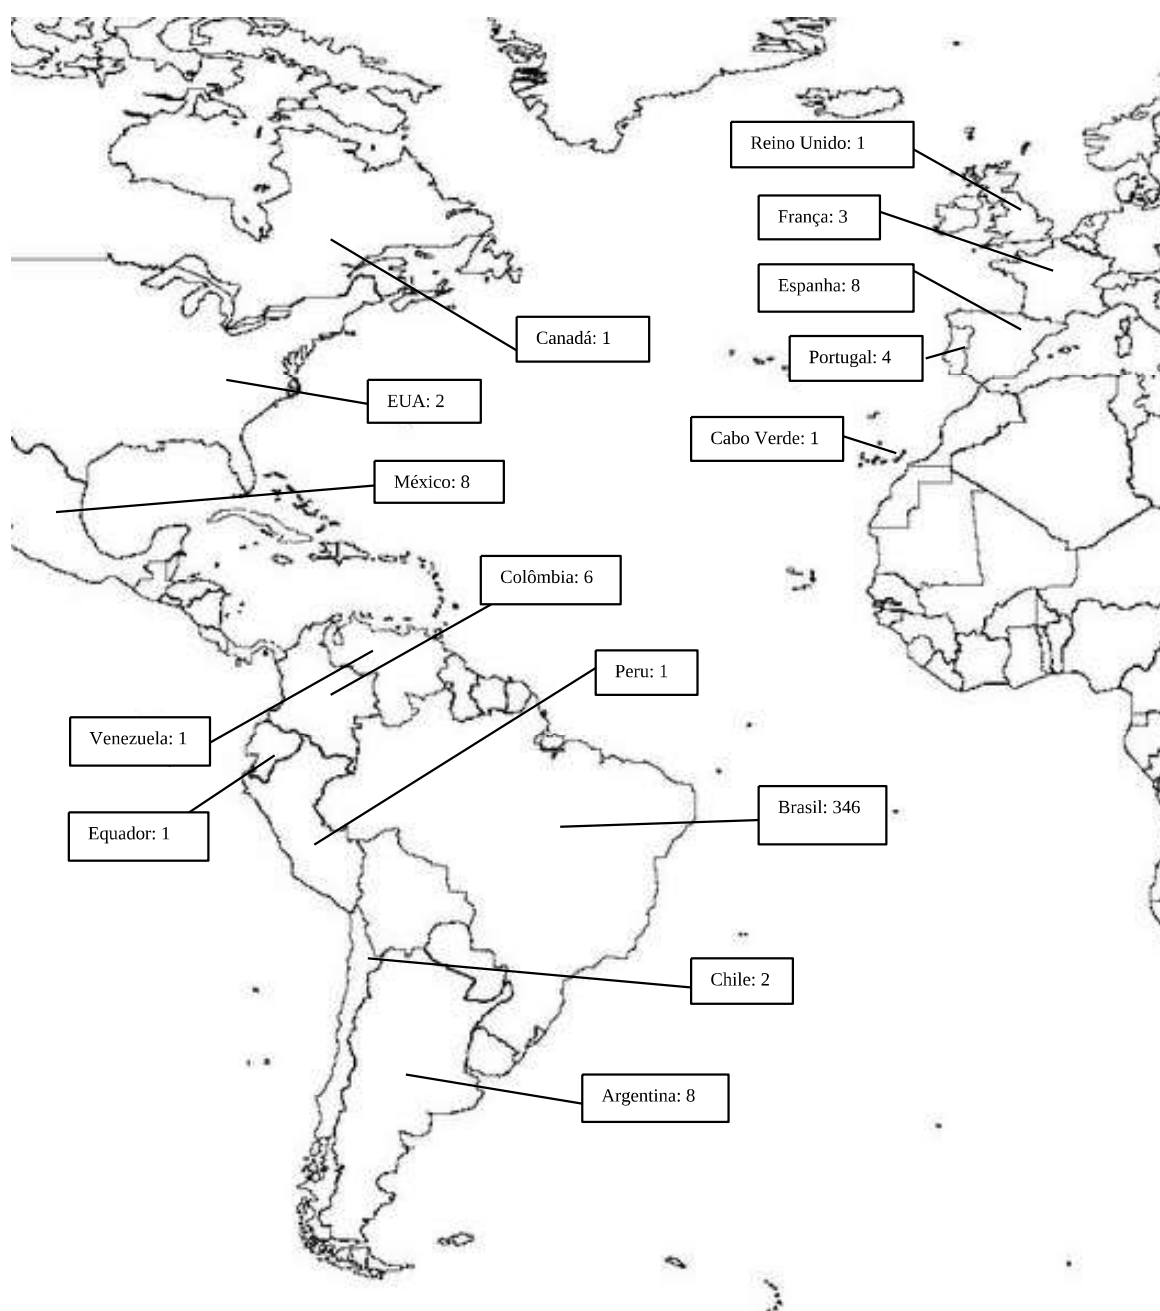 Reino Unido: 1
França: 3
Espanha: 8
Canadá: 1
Portugal: 4
EUA: 2
Cabo Verde: 1
México: 8
Colômbia: 6
Peru: 1
Venezuela: 1
Brasil: 346
Equador: 1
Chile: 2
Argentina: 8